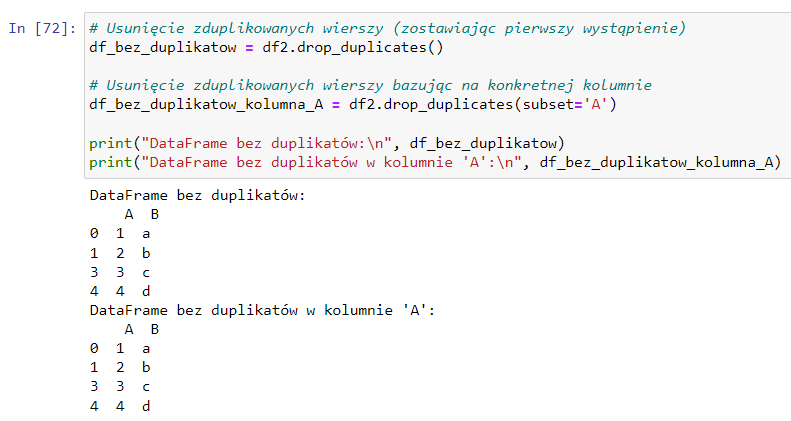 In [72]: # Usunięcie zduplikowanych wierszy (zostawiając pierwszy wystąpienie)
df_bez_duplikatow = df2.drop_duplicates()
# Usunięcie zduplikowanych wierszy bazując na konkretnej kolumnie
df_bez_duplikatow_kolumna_A = df2.drop_duplicates(subset='A')
print("DataFrame bez duplikatów:\n", df_bez_duplikatow)
print("DataFrame bez duplikatów w kolumnie 'A':\n", df_bez_duplikatow_kolumna_A)
DataFrame bez duplikatów:
A B
0 1 a
1 2 b
3 3 c
4 4 d
DataFrame bez duplikatów w kolumnie 'A':
A B
0 1 a
1 2 b
3 3 c
4 4 d